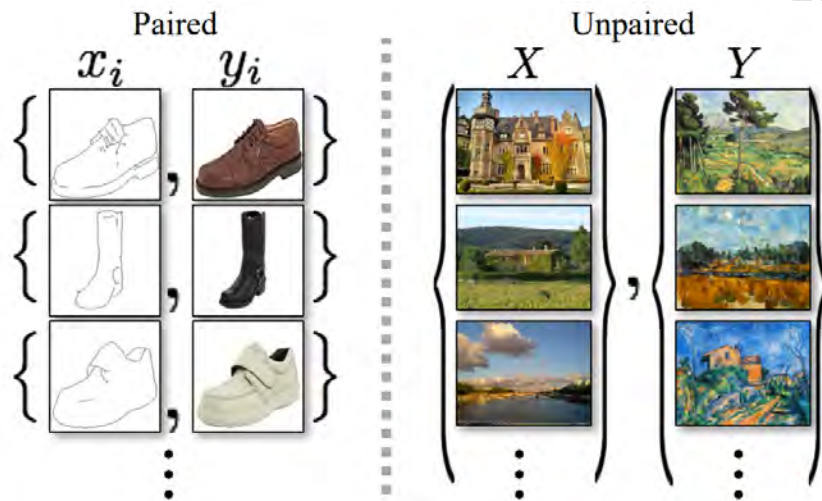 Paired
Unpaired
x_i
y_i
X
Y
{ , }
{ , }
{ , }
( , )
⋮
⋮
⋮